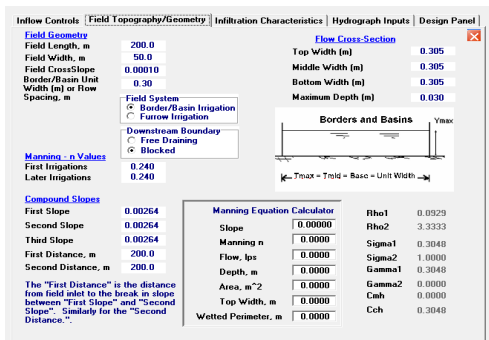 Inflow Controls | Field Topography/Geometry | Infiltration Characteristics | Hydrograph Inputs | Design Panel
Field Geometry
Field Length, m 200.0
Field Width, m 50.0
Field CrossSlope 0.00010
Border/Basin Unit
Width (m) or Row 0.30
Spacing, m
Field System
Border/Basin Irrigation
Furrow Irrigation
Downstream Boundary
Free Draining
Blocked
Manning - n Values
First Irrigations 0.240
Later Irrigations 0.240
Compound Slopes
First Slope 0.00264
Second Slope 0.00264
Third Slope 0.00264
First Distance, m 200.0
Second Distance, m 200.0
The "First Distance" is the distance
from field inlet to the break in slope
between "First Slope" and "Second
Slope". Similarly for the "Second
Distance.".
Flow Cross-Section
Top Width (m) 0.305
Middle Width (m) 0.305
Bottom Width (m) 0.305
Maximum Depth (m) 0.030
Borders and Basins Ymax
Tmax = Tmid = Base = Unit Width
Manning Equation Calculator
Slope 0.00000
Manning n 0.0000
Flow, lps 0.0000
Depth, m 0.0000
Area, m^2 0.0000
Top Width, m 0.0000
Wetted Perimeter, m 0.0000
Rho1 0.0929
Rho2 3.3333
Sigma1 0.3048
Sigma2 1.0000
Gamma1 0.3048
Gamma2 0.0000
Cmh 0.0000
Cch 0.3048